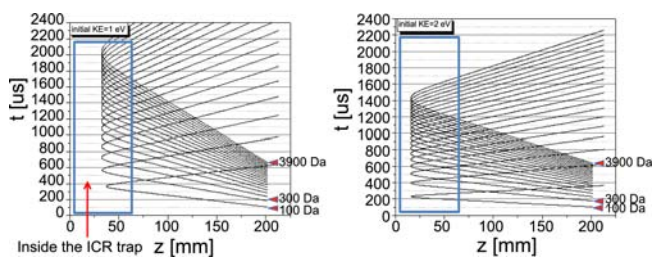 initial KE=1 eV
t [us]
2400
2200
2000
1800
1600
1400
1200
1000
800
600
400
200
0
3900 Da
300 Da
100 Da
0 50 100 150 200
z [mm]
Inside the ICR trap
initial KE=2 eV
t [us]
2400
2200
2000
1800
1600
1400
1200
1000
800
600
400
200
0
3900 Da
300 Da
100 Da
0 50 100 150 200
z [mm]